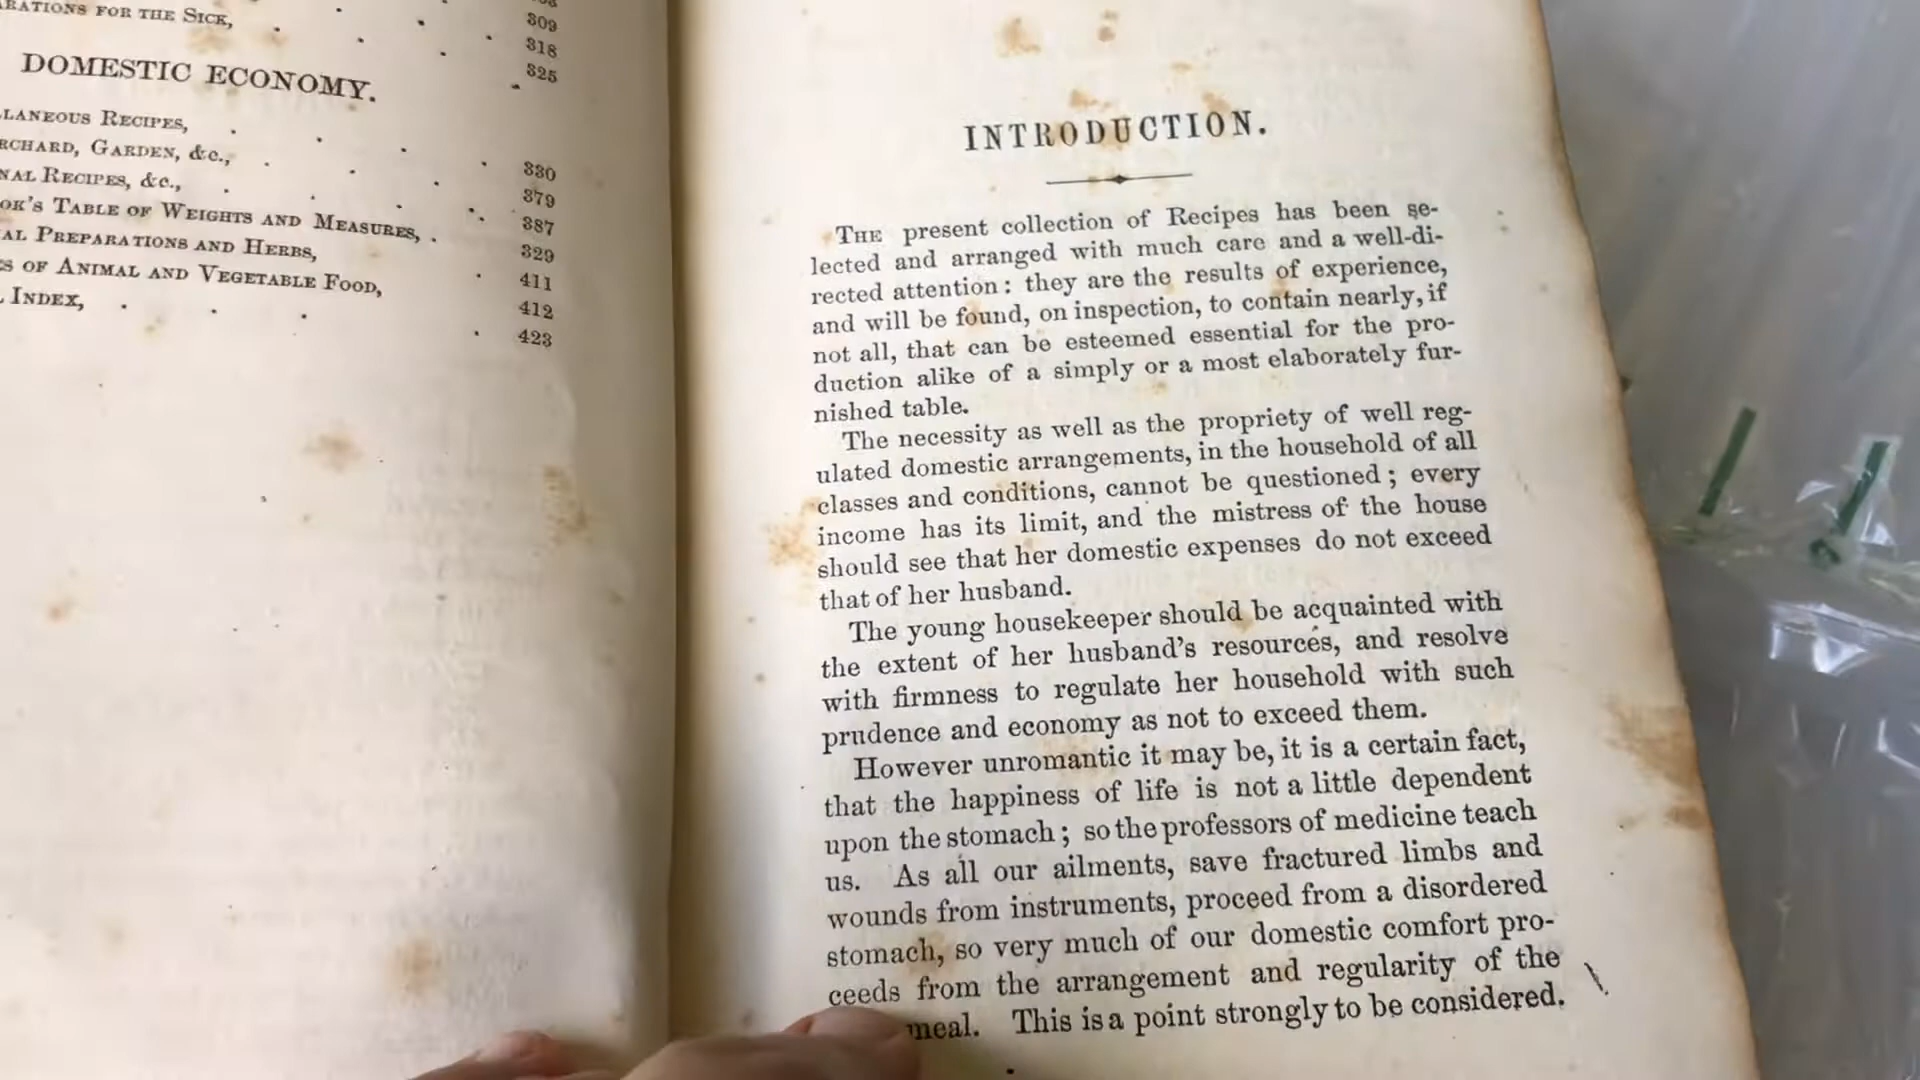 FOR THE SICK,
309
318
325
DOMESTIC ECONOMY.
RECIPES,
GARDEN, &c., 330
RECIPES, &c., 379
TABLE OF WEIGHTS AND MEASURES, 387
PREPARATIONS AND HERBS, 329
OF ANIMAL AND VEGETABLE FOOD, 411
INDEX, 412
423
INTRODUCTION.
THE present collection of Recipes has been se-
lected and arranged with much care and a well-di-
rected attention: they are the results of experience,
and will be found, on inspection, to contain nearly, if
not all, that can be esteemed essential for the pro-
duction alike of a simply or a most elaborately fur-
nished table.
The necessity as well as the propriety of well reg-
ulated domestic arrangements, in the household of all
classes and conditions, cannot be questioned; every
income has its limit, and the mistress of the house
should see that her domestic expenses do not exceed
that of her husband.
The young housekeeper should be acquainted with
the extent of her husband's resources, and resolve
with firmness to regulate her household with such
prudence and economy as not to exceed them.
However unromantic it may be, it is a certain fact,
that the happiness of life is not a little dependent
upon the stomach; so the professors of medicine teach
us. As all our ailments, save fractured limbs and
wounds from instruments, proceed from a disordered
stomach, so very much of our domestic comfort pro-
ceeds from the arrangement and regularity of the
meal. This is a point strongly to be considered.